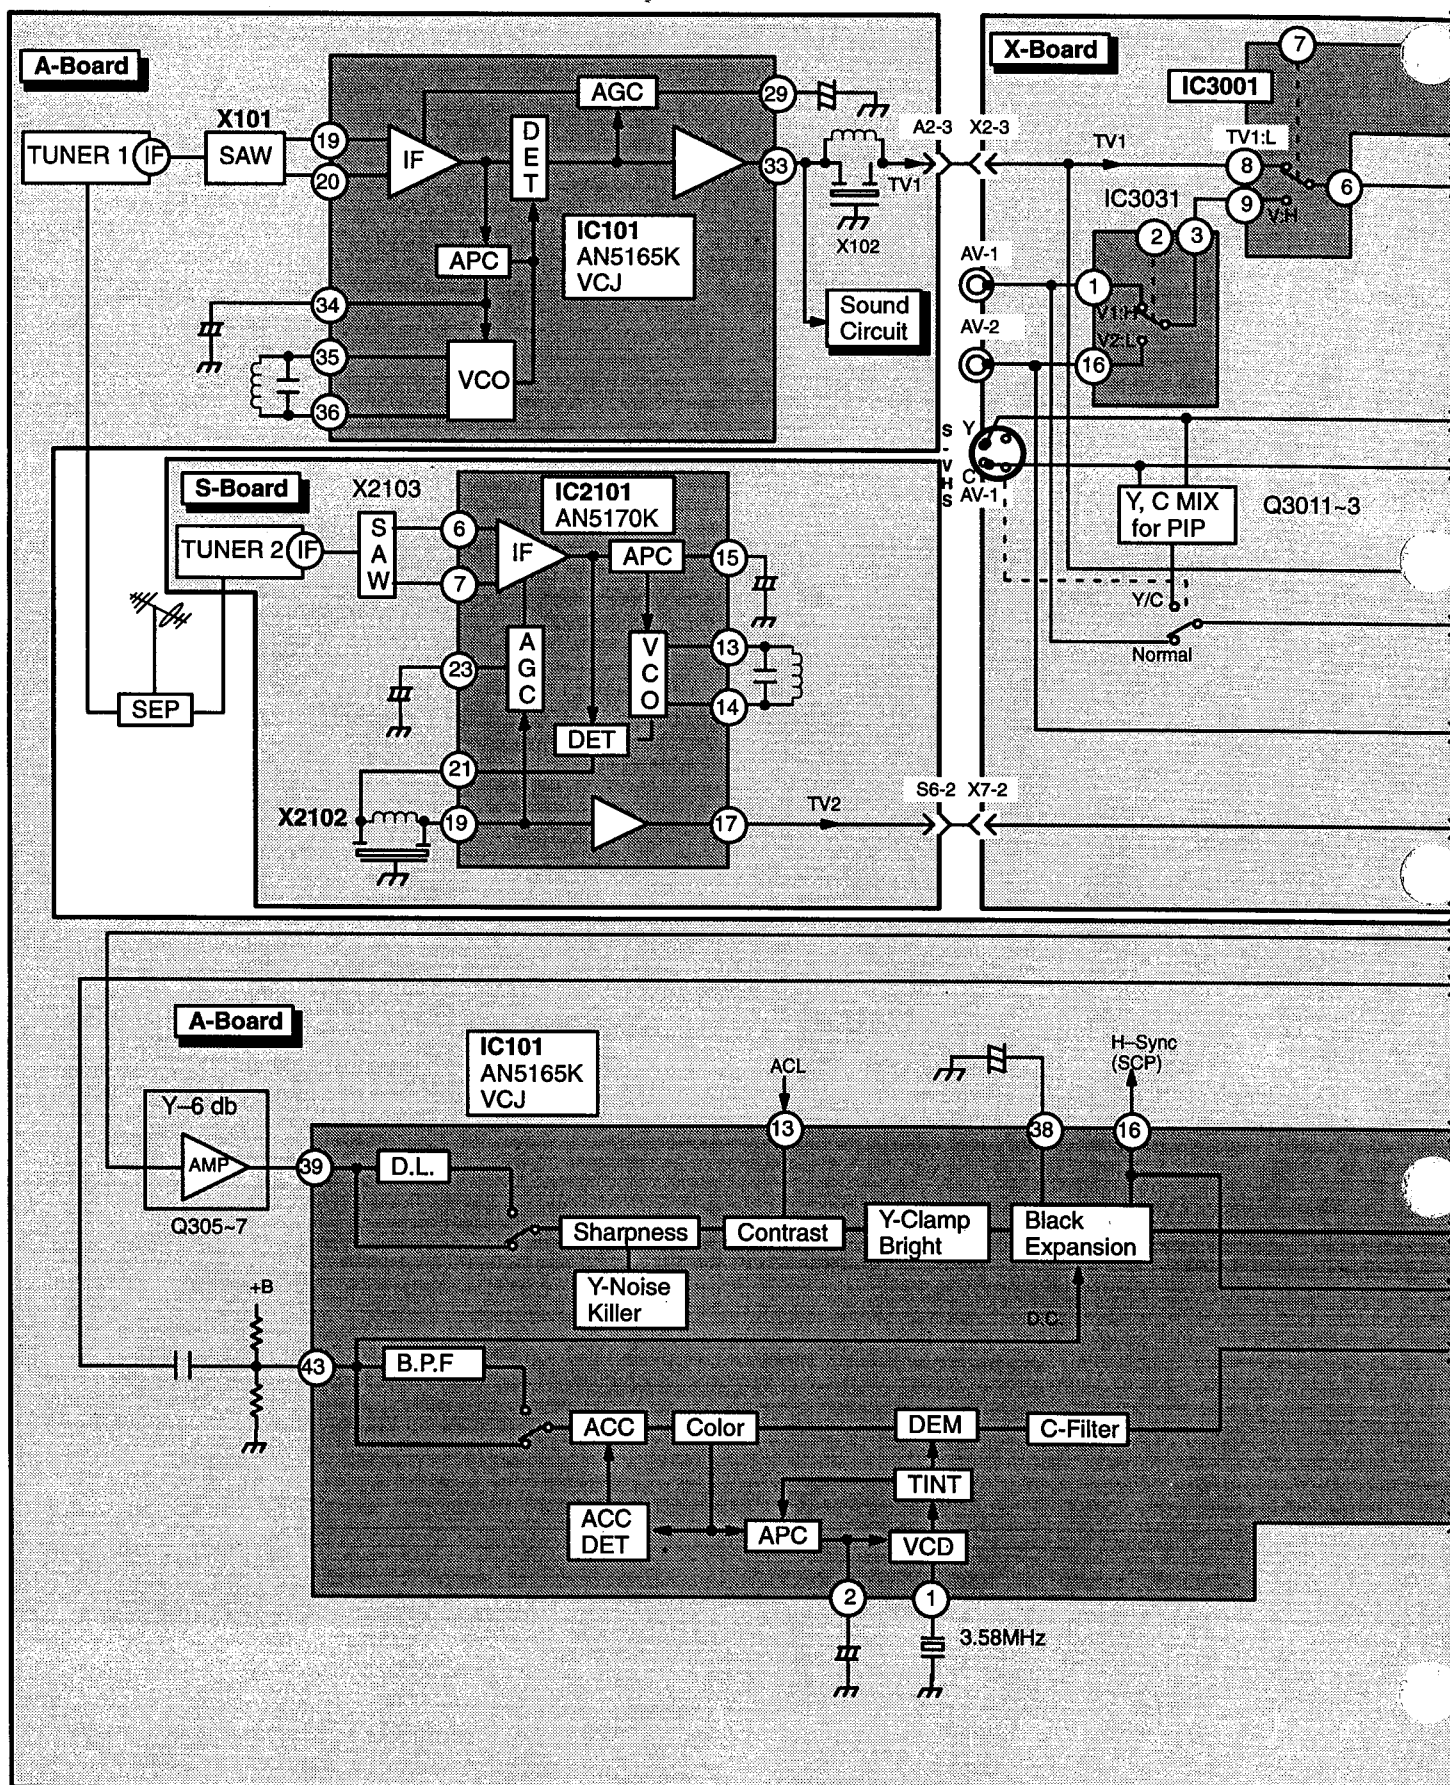 A-Board
X101
TUNER 1
IF
SAW
19
20
IF
AGC
DET
APC
VCO
IC101
AN5165K
VCJ
29
33
34
35
36
TV1
X102
Sound
Circuit
A2-3
X2-3
X-Board
7
IC3001
TV1
TV1:L
8
9
6
V:H
IC3031
2
3
AV-1
1
V1:H
AV-2
V2:L
16
S-VHS
Y
C
AV-1
Y, C MIX
for PIP
Q3011~3
Y/C
Normal
S-Board
X2103
IC2101
AN5170K
TUNER 2
IF
SAW
6
7
IF
APC
15
AGC
VCO
13
14
23
DET
SEP
21
X2102
19
17
TV2
S6-2
X7-2
A-Board
IC101
AN5165K
VCJ
ACL
H–Sync
(SCP)
Y–6 db
AMP
Q305~7
13
38
16
39
D.L.
Sharpness
Contrast
Y-Clamp
Bright
Black
Expansion
Y-Noise
Killer
+B
D.C.
43
B.P.F
ACC
Color
DEM
C-Filter
TINT
ACC
DET
APC
VCD
2
1
3.58MHz